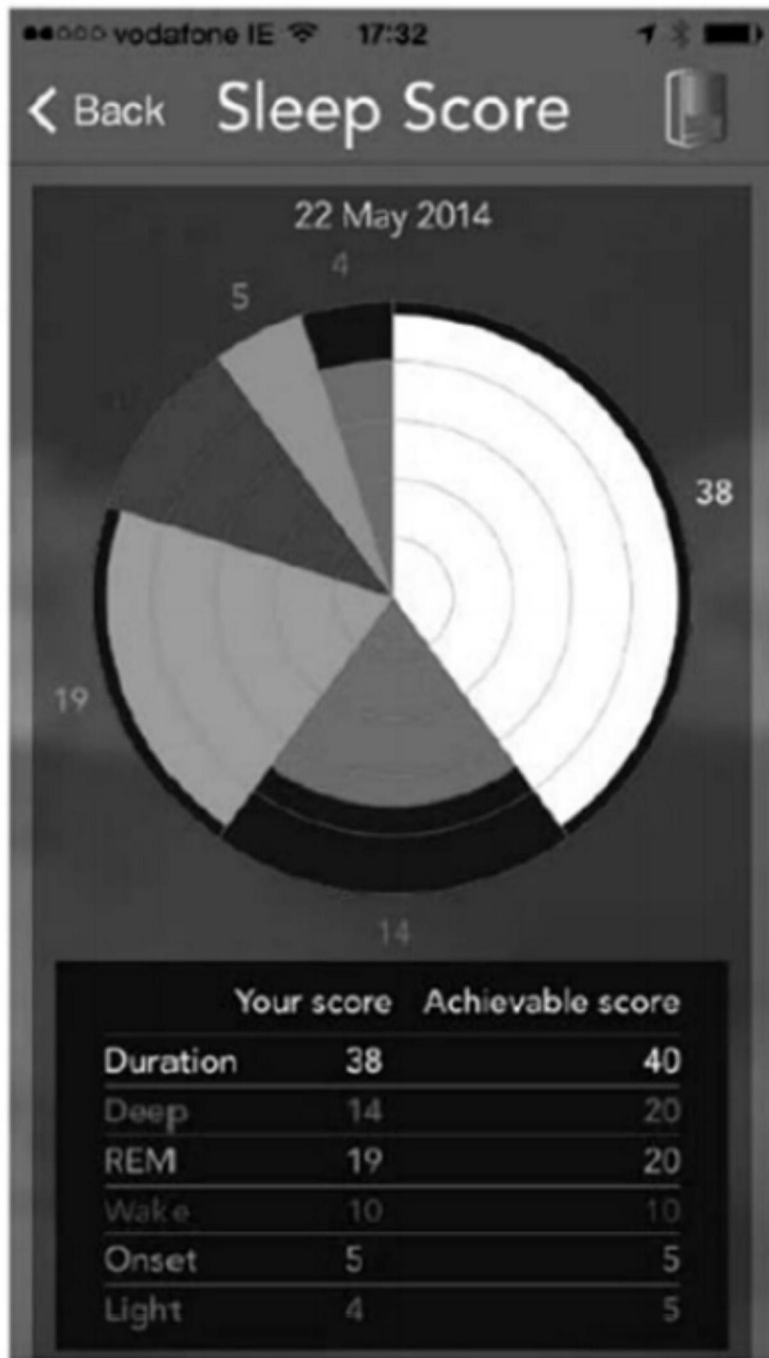 vodafone IE 17:32
Back Sleep Score
22 May 2014
4
5
38
19
14
Your score Achievable score
Duration 38 40
Deep 14 20
REM 19 20
Wake 10 10
Onset 5 5
Light 4 5